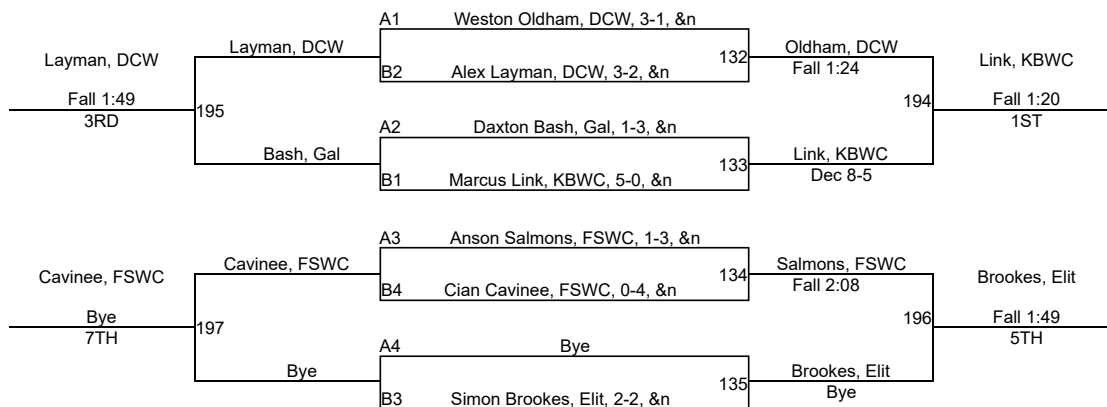 A1 Weston Oldham, DCW, 3-1, &n
Layman, DCW Layman, DCW 132 Oldham, DCW Link, KBWC
B2 Alex Layman, DCW, 3-2, &n Fall 1:24
Fall 1:49 195 194 Fall 1:20
3RD A2 Daxton Bash, Gal, 1-3, &n 1ST
Bash, Gal 133 Link, KBWC
B1 Marcus Link, KBWC, 5-0, &n Dec 8-5
A3 Anson Salmons, FSWC, 1-3, &n
Cavinee, FSWC Cavinee, FSWC 134 Salmons, FSWC Brookes, Elit
B4 Cian Cavinee, FSWC, 0-4, &n Fall 2:08
Bye 197 196 Fall 1:49
7TH A4 Bye 5TH
Bye 135 Brookes, Elit
B3 Simon Brookes, Elit, 2-2, &n Bye